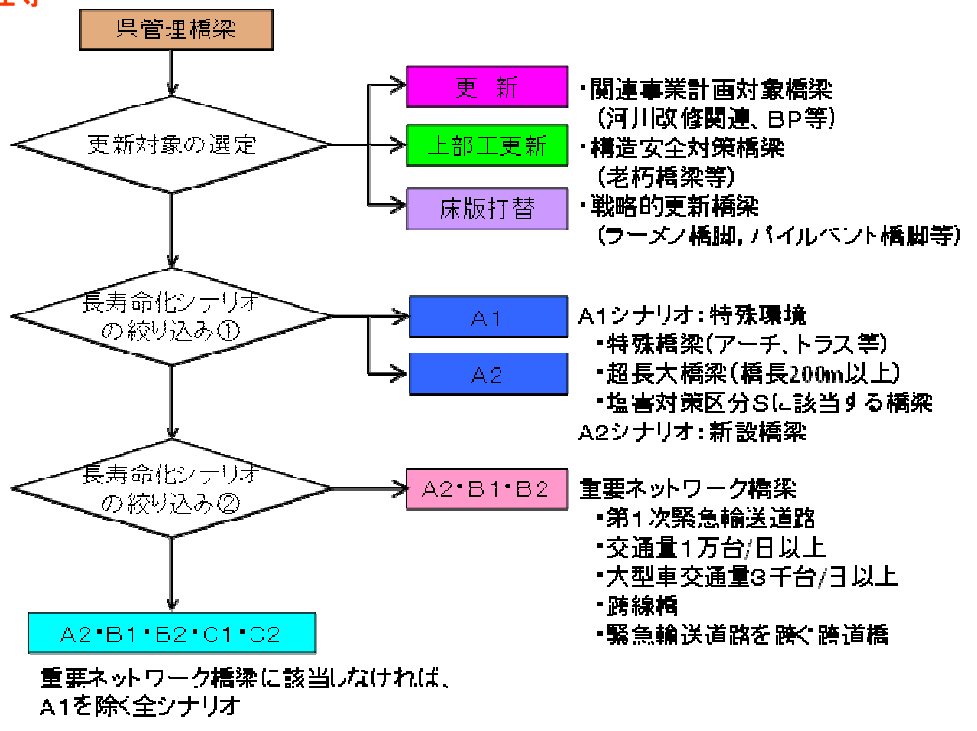 県管理橋梁
更新対象の選定
更 新
上部工更新
床版打替
・関連事業計画対象橋梁
(河川改修関連、BP等)
・構造安全対策橋梁
(老朽橋梁等)
・戦略的更新橋梁
(ラーメン橋脚,パイルベント橋脚等)
長寿命化シナリオ
の絞り込み①
A1
A2
A1シナリオ:特殊環境
・特殊橋梁(アーチ、トラス等)
・超長大橋梁(橋長200m以上)
・塩害対策区分Sに該当する橋梁
A2シナリオ:新設橋梁
長寿命化シナリオ
の絞り込み②
A2・B1・B2
重要ネットワーク橋梁
・第1次緊急輸送道路
・交通量1万台/日以上
・大型車交通量3千台/日以上
・跨線橋
・緊急輸送道路を跨ぐ跨道橋
A2・B1・B2・C1・C2
重要ネットワーク橋梁に該当しなければ、
A1を除く全シナリオ